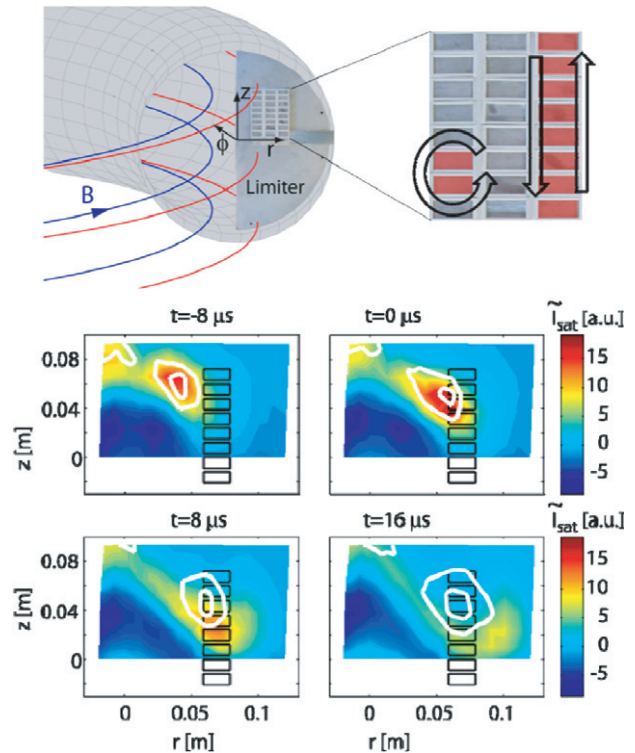 z
ϕ
r
Limiter
B
t=-8 μs
t=0 μs
Ĩsat [a.u.]
0.08
0.04
0
z [m]
15
10
5
0
-5
t=8 μs
t=16 μs
Ĩsat [a.u.]
0.08
0.04
0
z [m]
15
10
5
0
-5
0
0.05
0.1
0
0.05
0.1
r [m]
r [m]